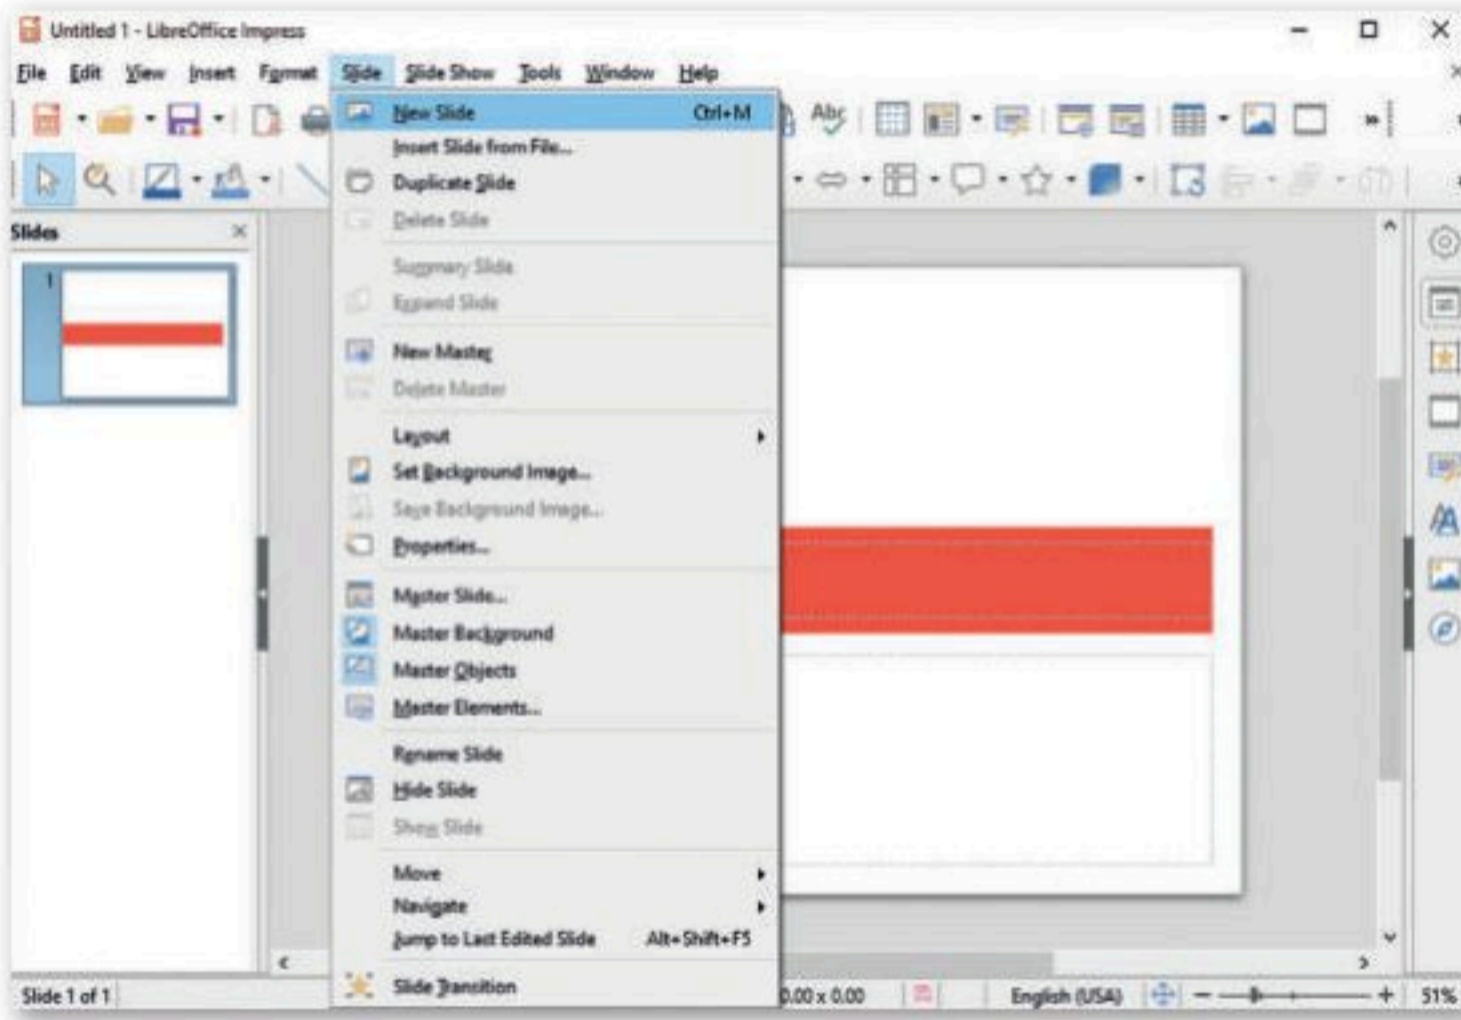 Untitled 1 - LibreOffice Impress
File Edit View Insert Format Slide Slide Show Tools Window Help
New Slide Ctrl+M
Abc
Insert Slide from File...
Duplicate Slide
Slides
Delete Slide
1
Summary Slide
Expand Slide
New Master
Delete Master
Layout
Set Background Image...
Save Background Image...
Properties...
Master Slide...
Master Background
Master Objects
Master Elements...
Rename Slide
Hide Slide
Show Slide
Move
Navigate
Jump to Last Edited Slide Alt+Shift+F5
Slide Transition
Slide 1 of 1 0.00 x 0.00 English (USA) 51%